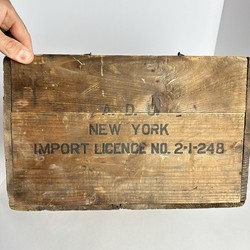 A. D. U.
NEW YORK
IMPORT LICENCE NO. 2-1-248